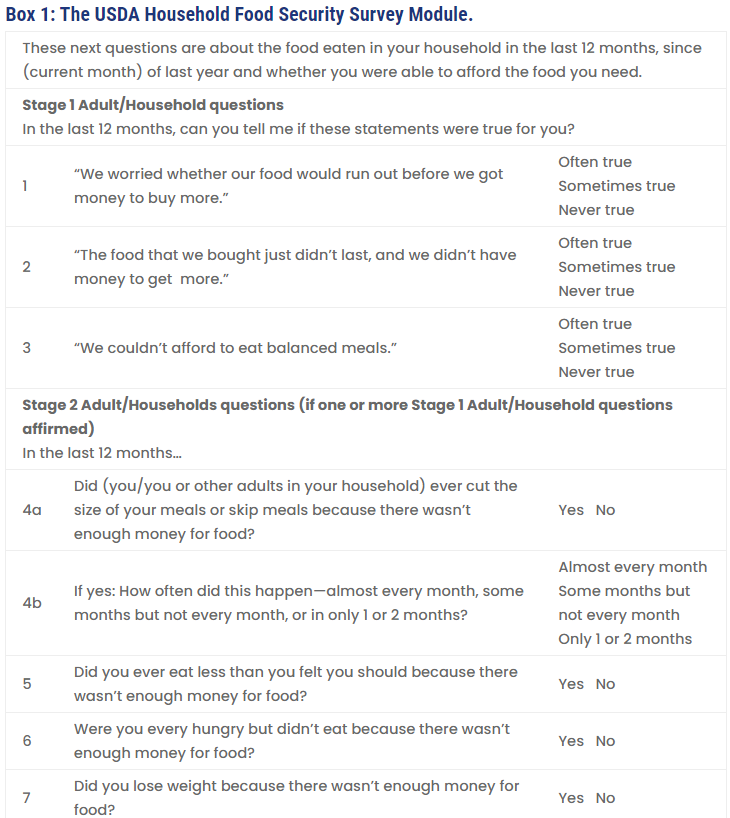 Box 1: The USDA Household Food Security Survey Module.
These next questions are about the food eaten in your household in the last 12 months, since
(current month) of last year and whether you were able to afford the food you need.
Stage 1 Adult/Household questions
In the last 12 months, can you tell me if these statements were true for you?
1
“We worried whether our food would run out before we got
money to buy more.”
Often true
Sometimes true
Never true
2
“The food that we bought just didn’t last, and we didn’t have
money to get  more.”
Often true
Sometimes true
Never true
3
“We couldn’t afford to eat balanced meals.”
Often true
Sometimes true
Never true
Stage 2 Adult/Households questions (if one or more Stage 1 Adult/Household questions
affirmed)
In the last 12 months…
4a
Did (you/you or other adults in your household) ever cut the
size of your meals or skip meals because there wasn’t
enough money for food?
Yes   No
4b
If yes: How often did this happen—almost every month, some
months but not every month, or in only 1 or 2 months?
Almost every month
Some months but
not every month
Only 1 or 2 months
5
Did you ever eat less than you felt you should because there
wasn’t enough money for food?
Yes   No
6
Were you every hungry but didn’t eat because there wasn’t
enough money for food?
Yes   No
7
Did you lose weight because there wasn’t enough money for
food?
Yes   No